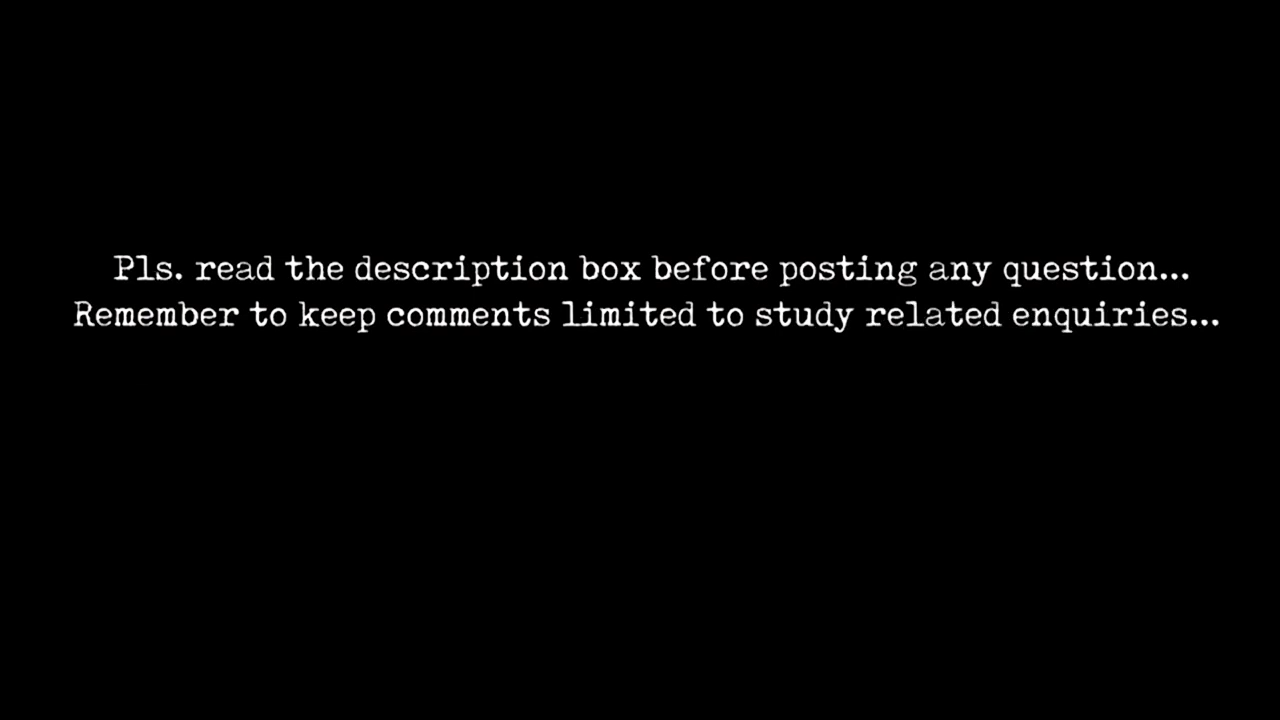 Pls. read the description box before posting any question...
Remember to keep comments limited to study related enquiries...